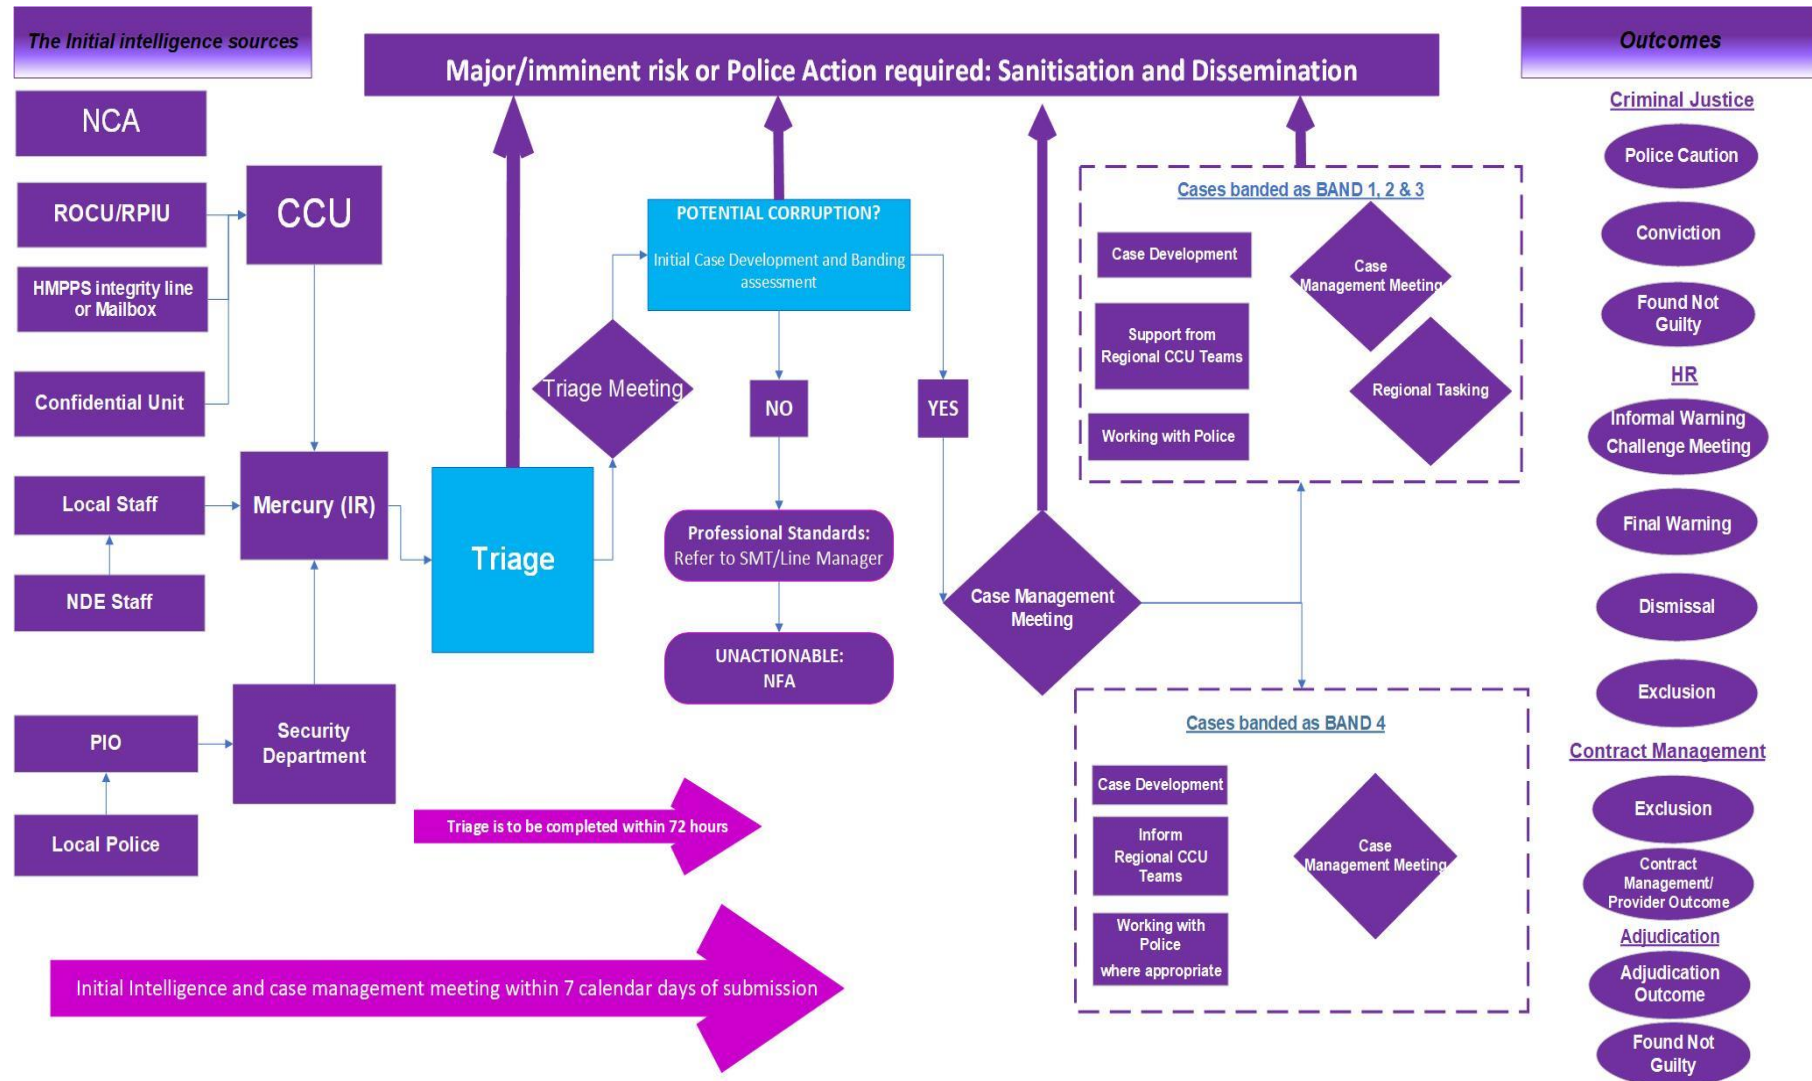 The Initial intelligence sources
NCA
ROCU/RPIU
HMPPS integrity line
or Mailbox
Confidential Unit
Local Staff
NDE Staff
PIO
Local Police
CCU
Mercury (IR)
Security
Department
Major/imminent risk or Police Action required: Sanitisation and Dissemination
Triage
Triage Meeting
POTENTIAL CORRUPTION?
Initial Case Development and Banding
assessment
NO
YES
Professional Standards:
Refer to SMT/Line Manager
UNACTIONABLE:
NFA
Case Management
Meeting
Cases banded as BAND 1, 2 & 3
Case Development
Support from
Regional CCU Teams
Working with Police
Case
Management Meeting
Regional Tasking
Cases banded as BAND 4
Case Development
Inform
Regional CCU
Teams
Working with
Police
where appropriate
Case
Management Meeting
Triage is to be completed within 72 hours
Initial Intelligence and case management meeting within 7 calendar days of submission
Outcomes
Criminal Justice
Police Caution
Conviction
Found Not
Guilty
HR
Informal Warning
Challenge Meeting
Final Warning
Dismissal
Exclusion
Contract Management
Exclusion
Contract
Management/
Provider Outcome
Adjudication
Adjudication
Outcome
Found Not
Guilty